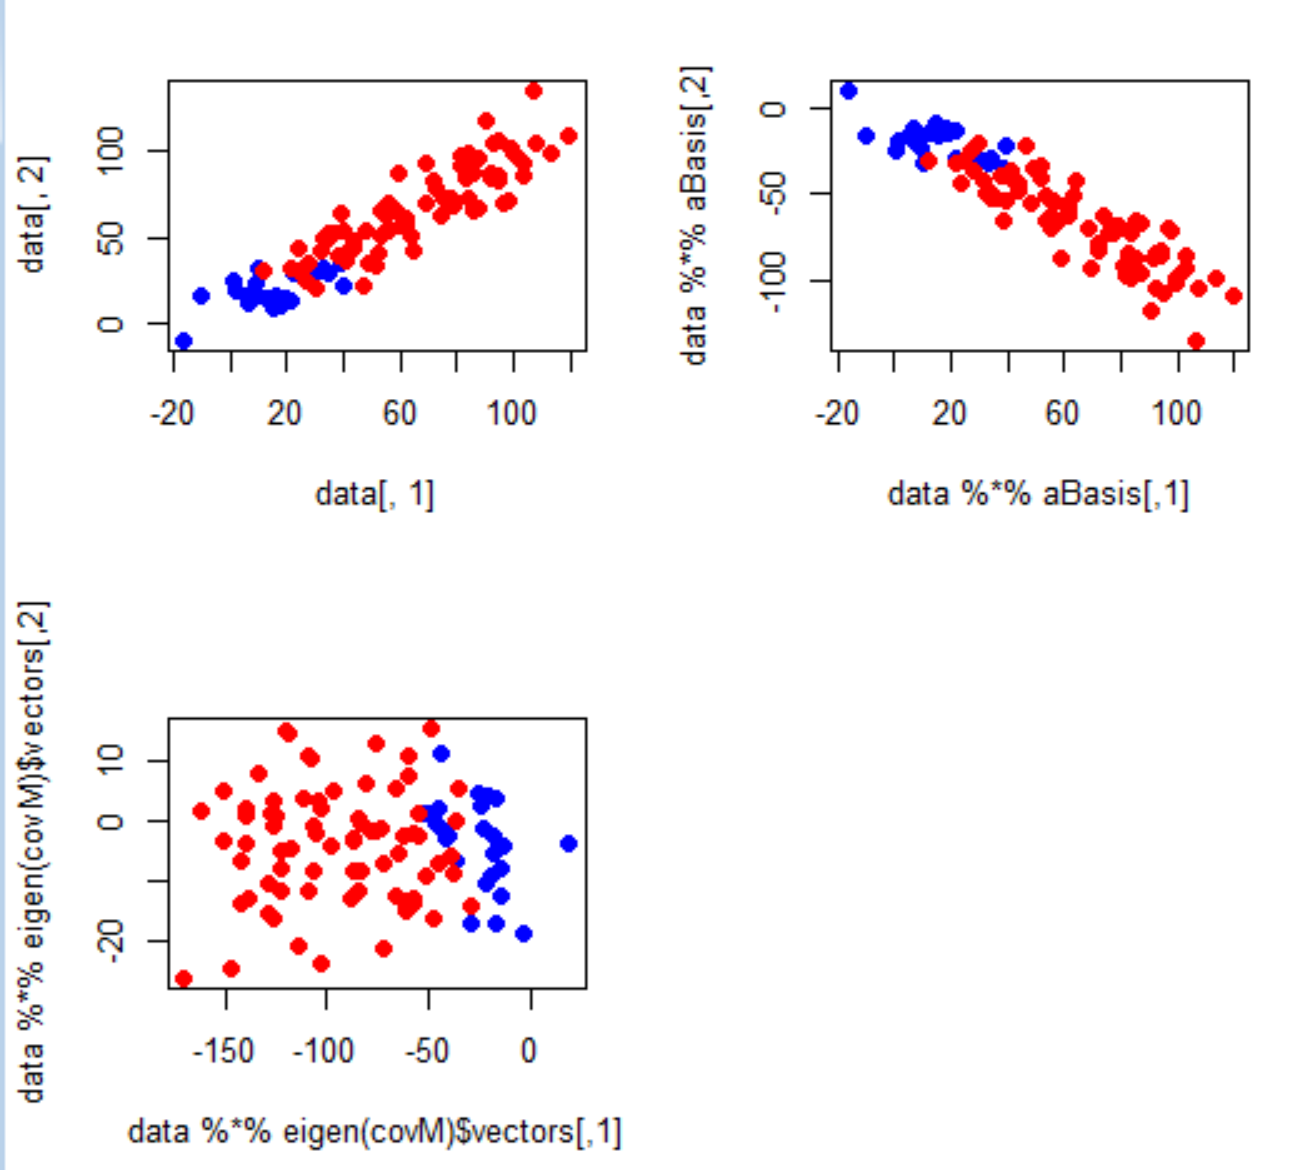 data[, 2]
100
50
0
-20 20 60 100
data[, 1]
data %*% aBasis[,2]
0
-50
-100
-20 20 60 100
data %*% aBasis[,1]
data %*% eigen(covM)$vectors[,2]
10
0
-20
-150 -100 -50 0
data %*% eigen(covM)$vectors[,1]